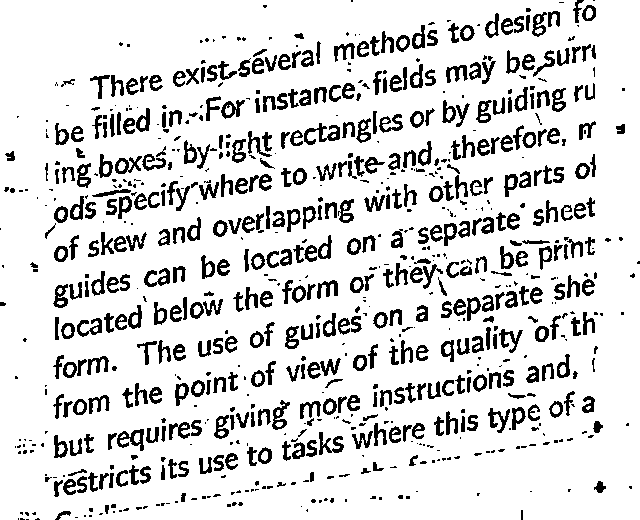 There exist several methods to design fo
be filled in. For instance, fields may be surr
ing boxes, by light rectangles or by guiding ru
ods specify where to write and, therefore, m
of skew and overlapping with other parts of
guides can be located on a separate sheet
located below the form or they can be print
form. The use of guides on a separate she
from the point of view of the quality of th
but requires giving more instructions and,
restricts its use to tasks where this type of a